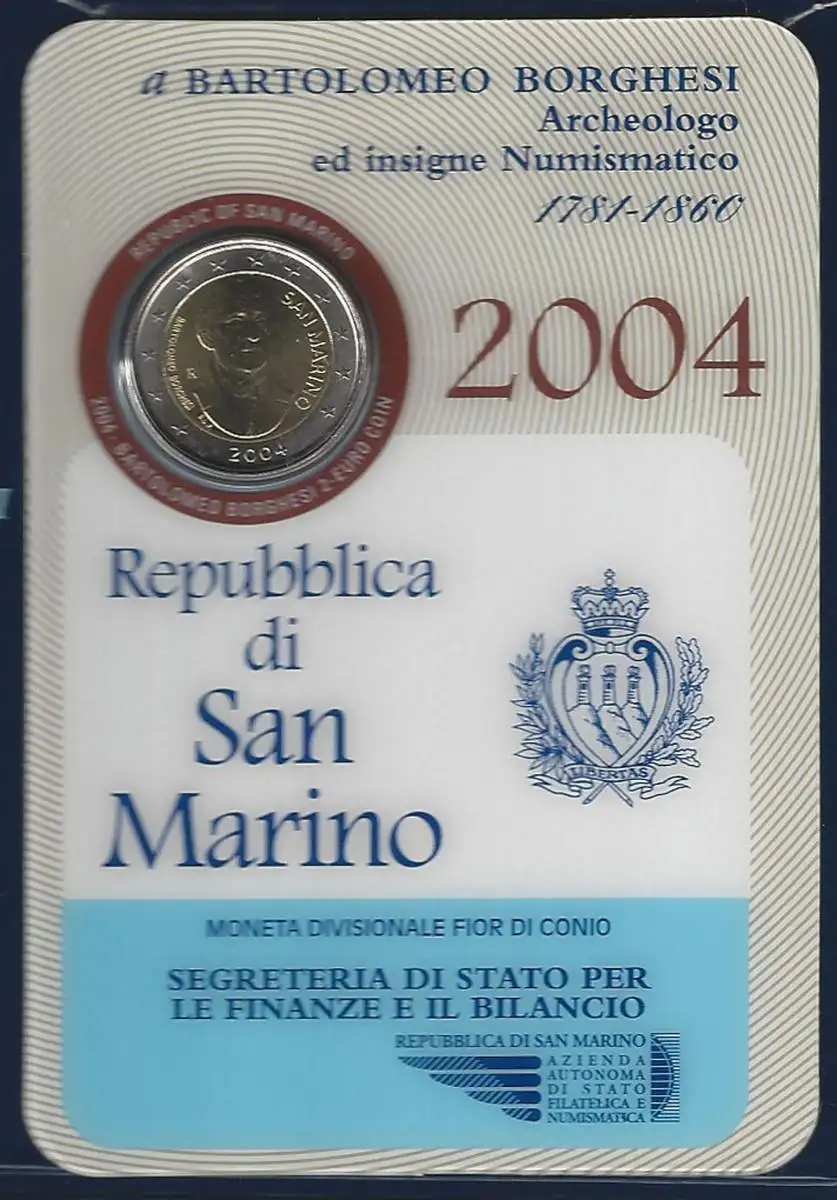 a BARTOLOMEO BORGHESI
Archeologo
ed insigne Numismatico
1781-1860
REPUBLIC OF SAN MARINO
SAN MARINO
BARTOLOMEO BORGHESI
R
2004
2004 - BARTOLOMEO BORGHESI 2-EURO COIN
2004
Repubblica
di
San
Marino
LIBERTAS
MONETA DIVISIONALE FIOR DI CONIO
SEGRETERIA DI STATO PER
LE FINANZE E IL BILANCIO
REPUBBLICA DI SAN MARINO
AZIENDA
AUTONOMA
DI STATO
FILATELICA E
NUMISMATICA